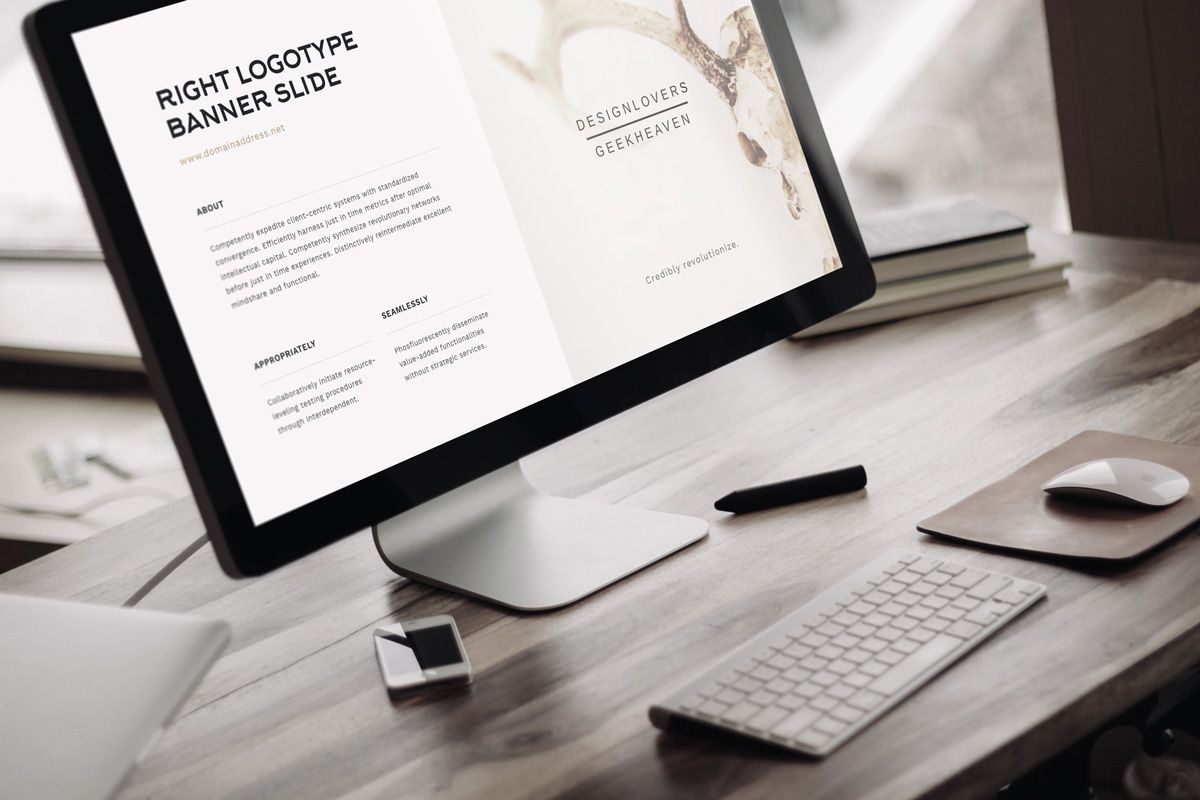 RIGHT LOGOTYPE
BANNER SLIDE
www.domainaddress.net
ABOUT
Competently expedite client-centric systems with standardized
convergence. Efficiently harness just in time metrics after optimal
intellectual capital. Competently synthesize revolutionary networks
before just in time experiences. Distinctively reintermediate excellent
mindshare and functional.
APPROPRIATELY
Collaboratively initiate resource-
leveling testing procedures
through interdependent.
SEAMLESSLY
Phosfluorescently disseminate
value-added functionalities
without strategic services.
DESIGNLOVERS
GEEKHEAVEN
Credibly revolutionize.